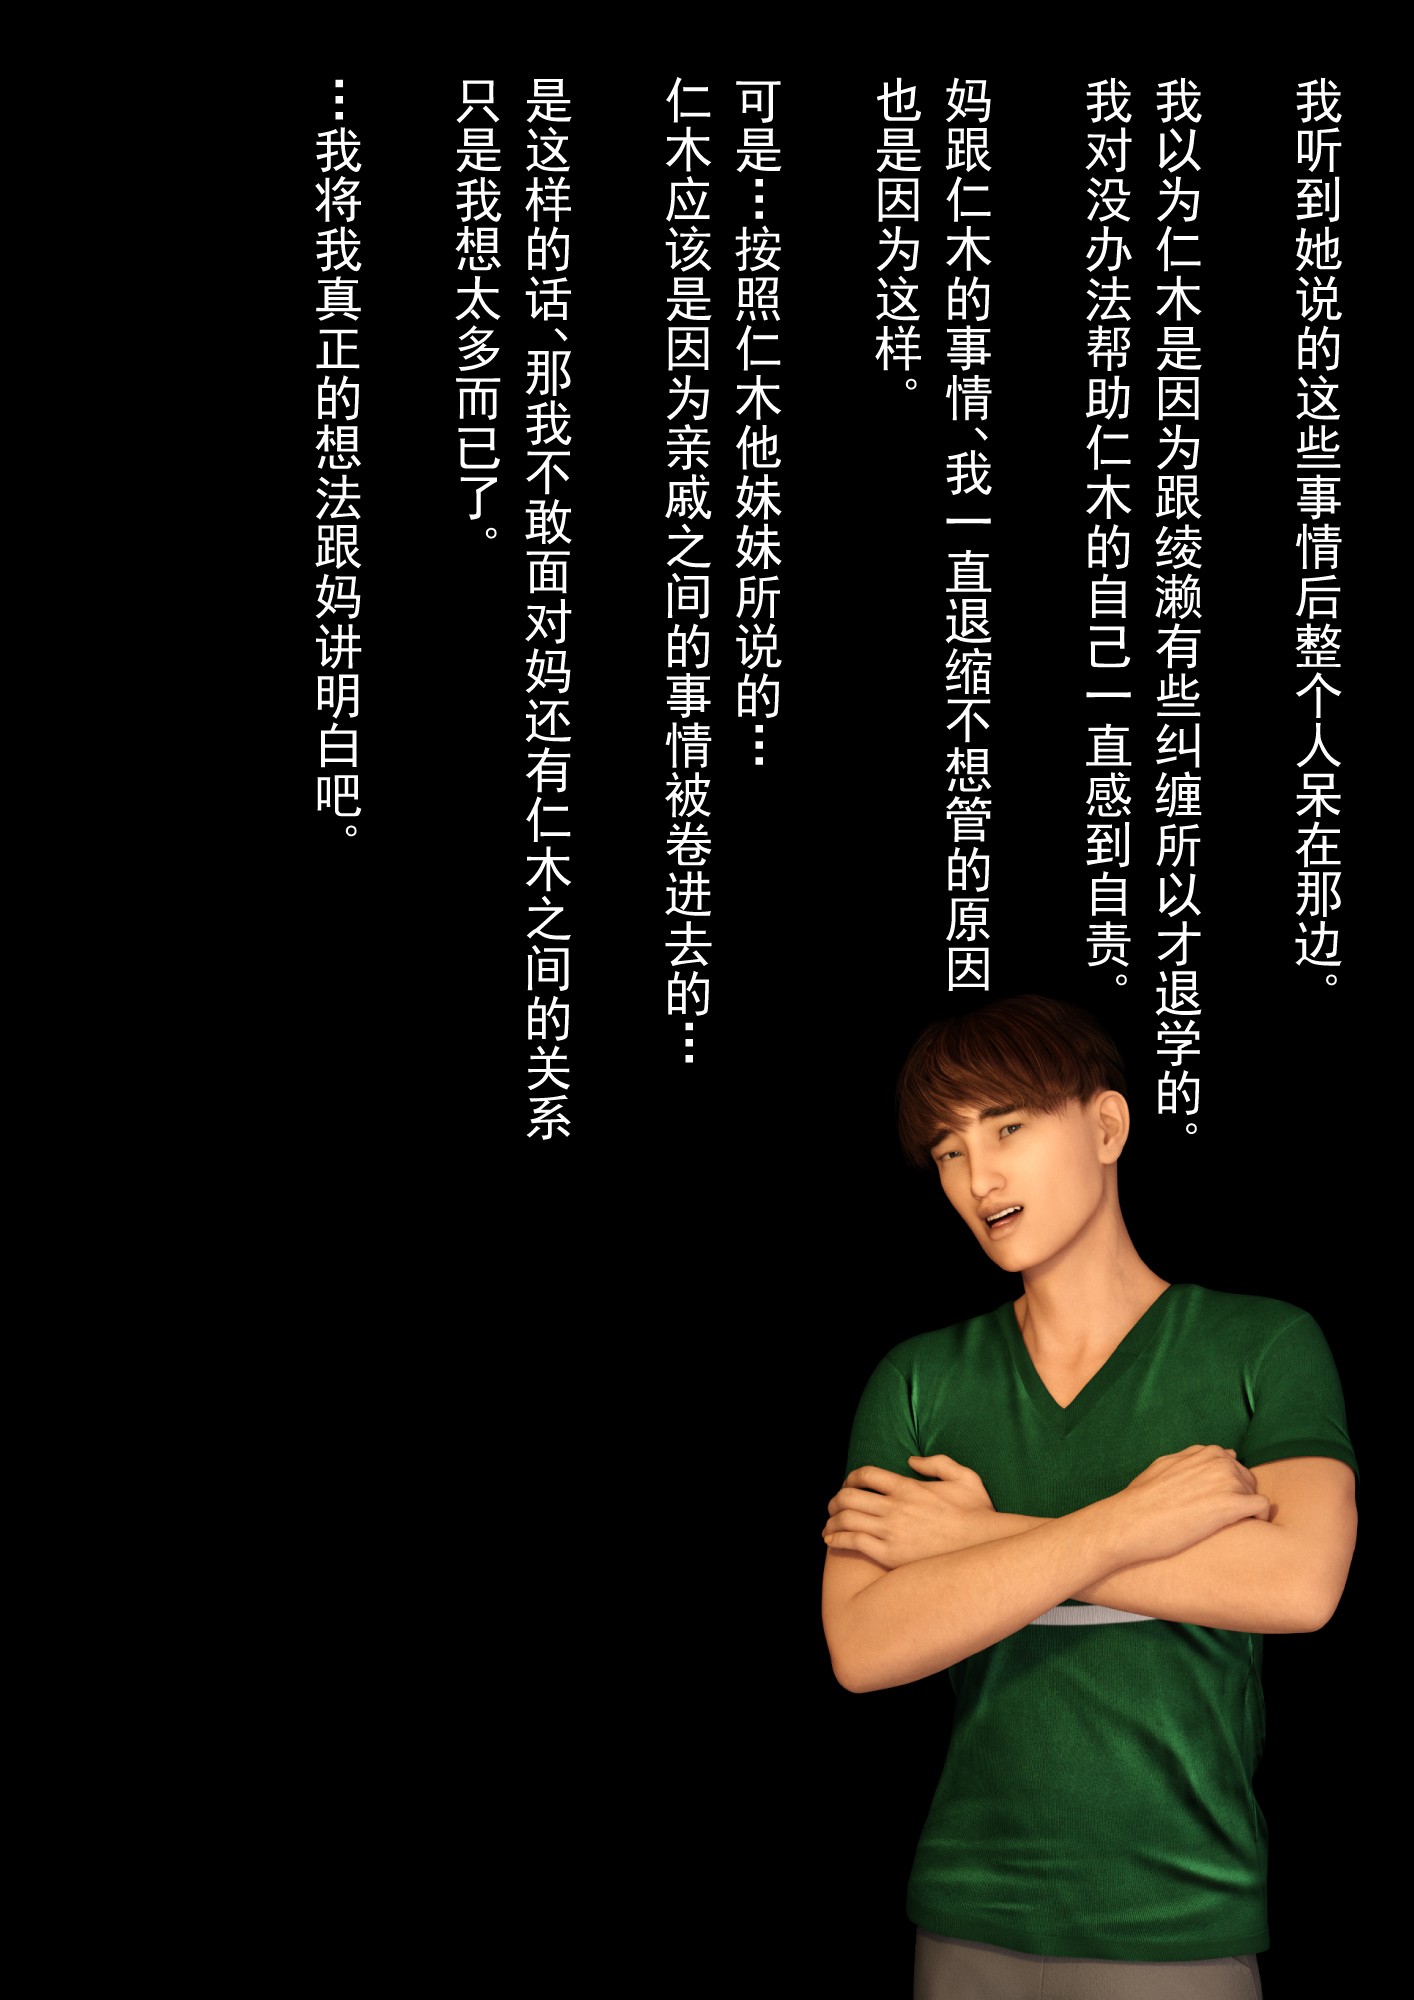 我听到她说的这些事情后整个人呆在那边。
我以为仁木是因为跟绫濑有些纠缠所以才退学的。
我对没办法帮助仁木的自己一直感到自责。
妈跟仁木的事情、我一直退缩不想管的原因
也是因为这样。
可是…按照仁木他妹妹所说的…
仁木应该是因为亲戚之间的事情被卷进去的…
是这样的话、那我不敢面对妈还有仁木之间的关系
只是我想太多而已了。
…我将我真正的想法跟妈讲明白吧。